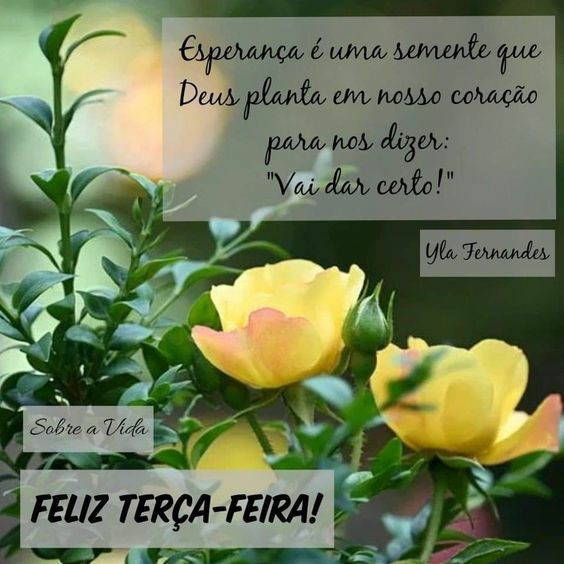 Esperança é uma semente que
Deus planta em nosso coração
para nos dizer:
"Vai dar certo!"
Yla Fernandes
Sobre a Vida
FELIZ TERÇA-FEIRA!